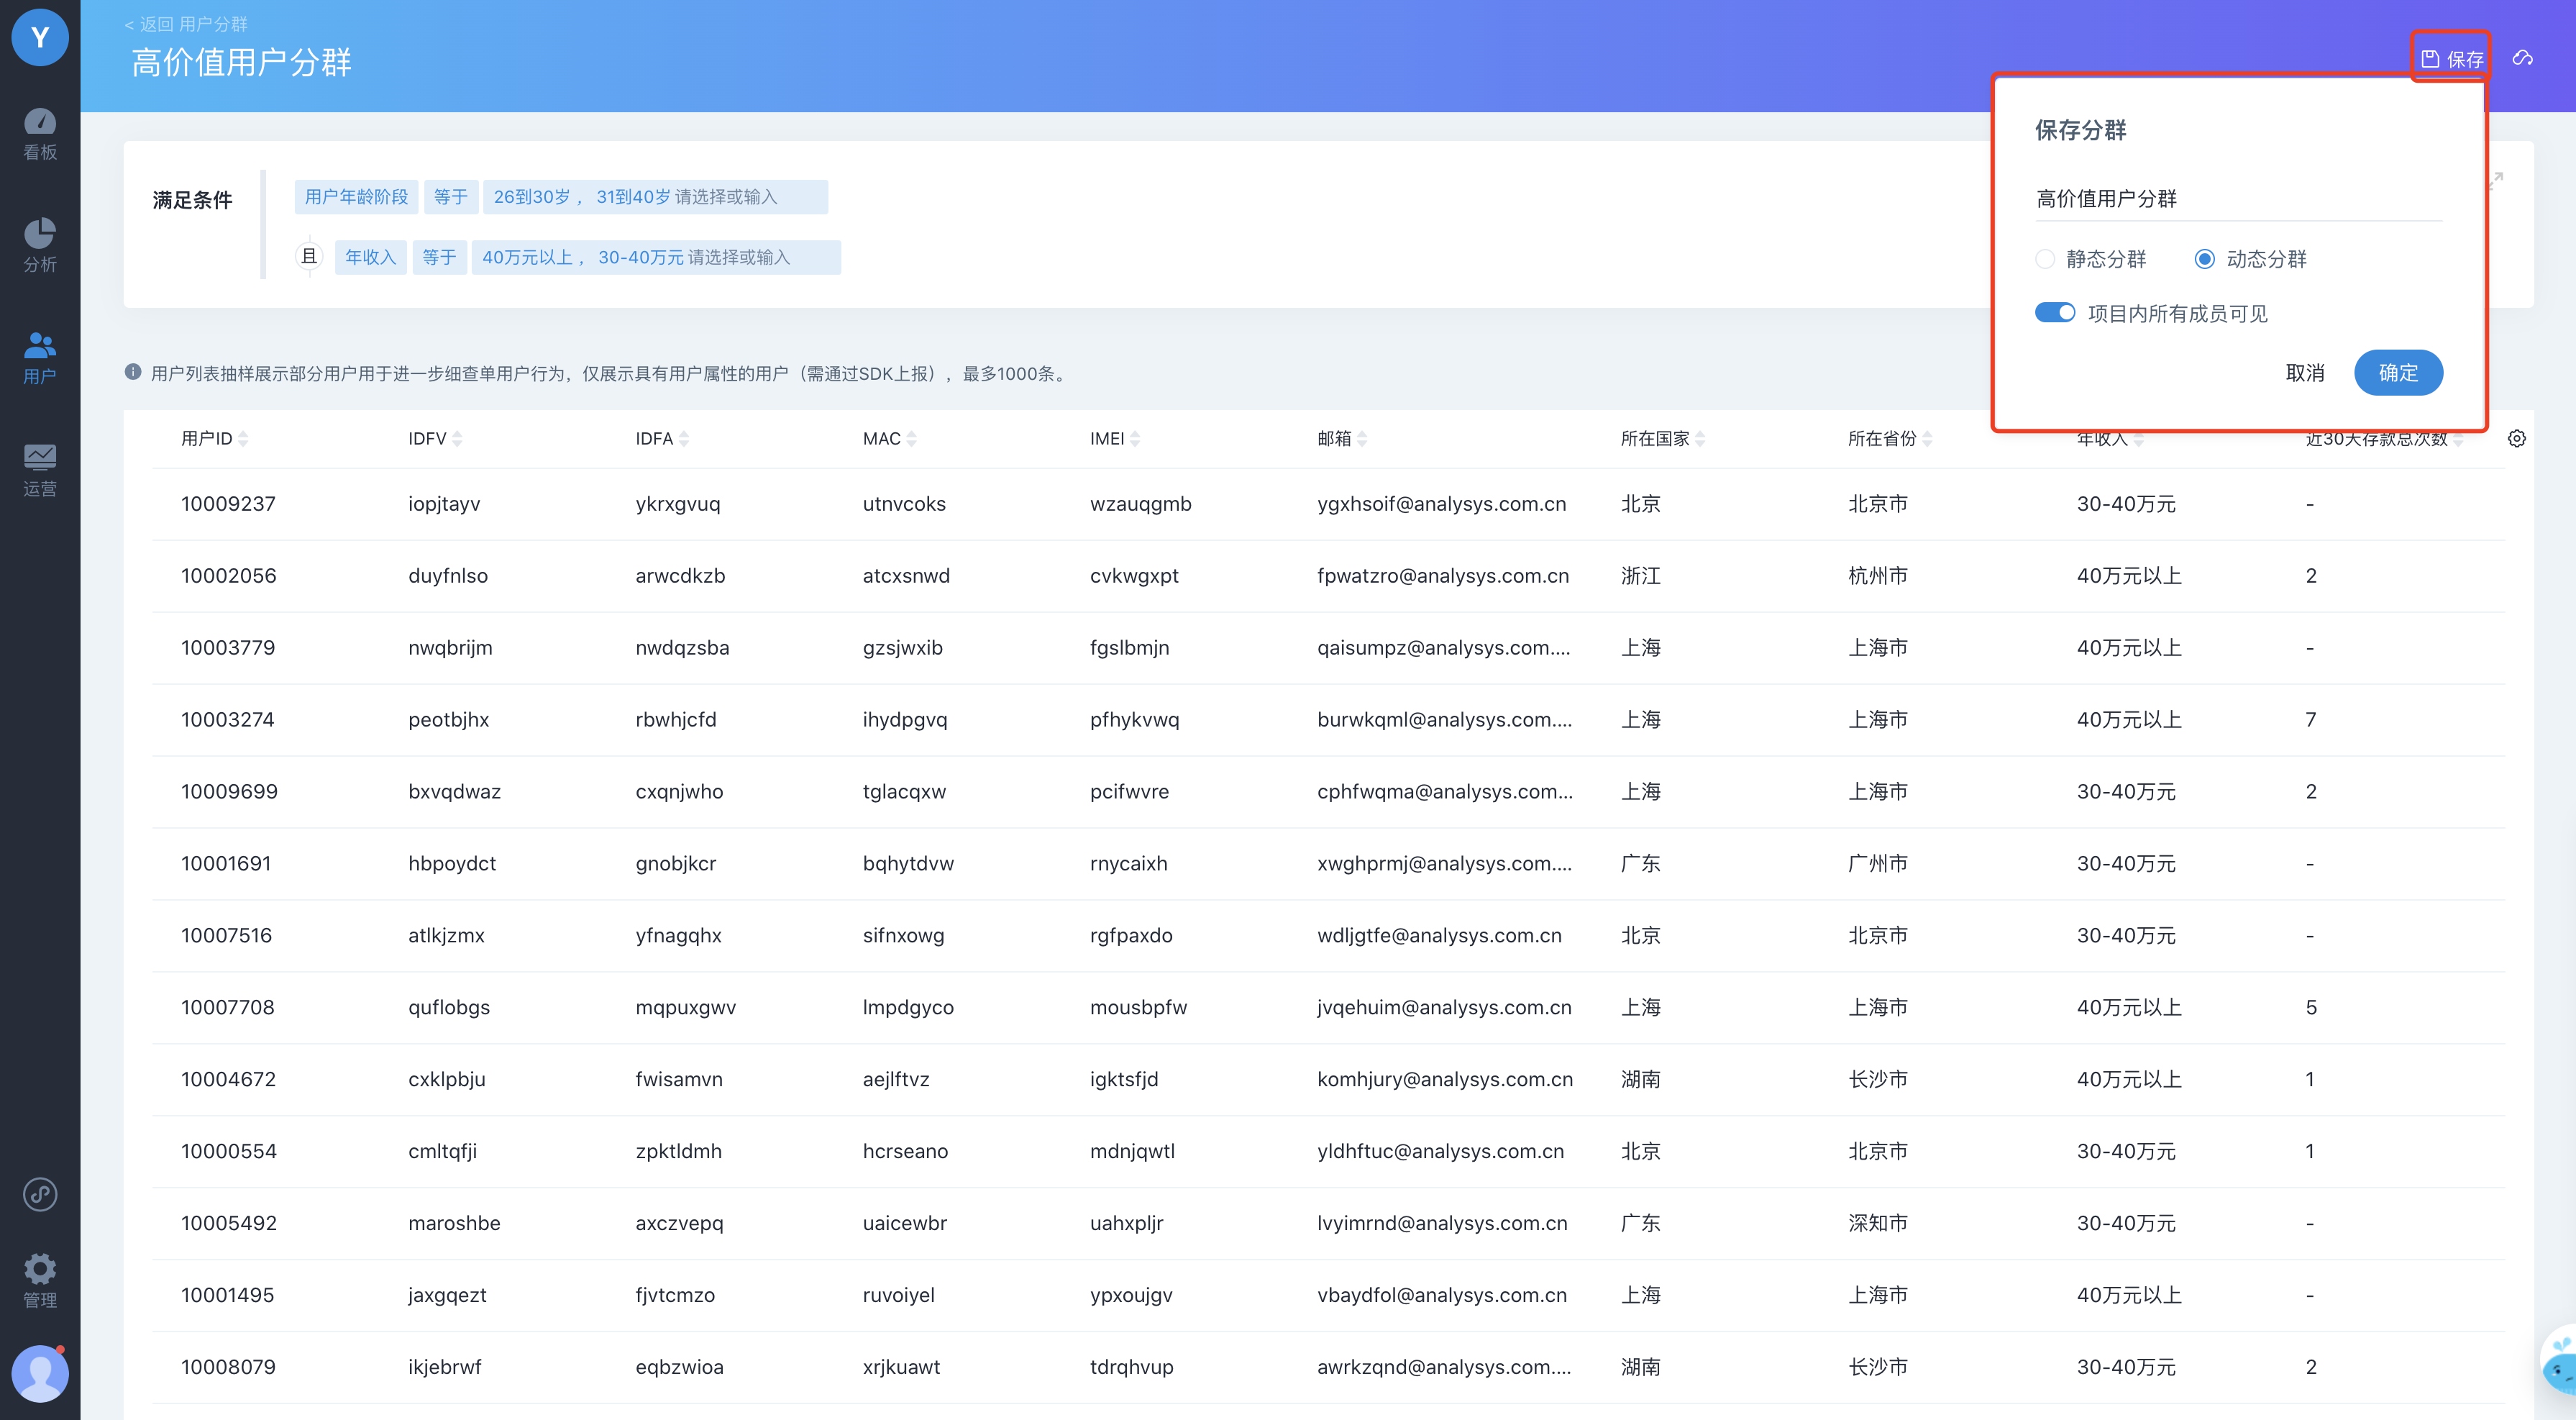 Y
看板
分析
用户
运营
管理
< 返回 用户分群
高价值用户分群
保存
保存分群
高价值用户分群
静态分群 动态分群
项目内所有成员可见
取消 确定
满足条件
用户年龄阶段 等于 26到30岁 ， 31到40岁 请选择或输入
且 年收入 等于 40万元以上 ， 30-40万元 请选择或输入
用户列表抽样展示部分用户用于进一步细查单用户行为，仅展示具有用户属性的用户（需通过SDK上报），最多1000条。
用户ID IDFV IDFA MAC IMEI 邮箱 所在国家 所在省份 年收入 近30天存款总次数
10009237 iopjtayv ykrxgvuq utnvcoks wzauqgmb ygxhsoif@analysys.com.cn 北京 北京市 30-40万元 -
10002056 duyfnlso arwcdkzb atcxsnwd cvkwgxpt fpwatzro@analysys.com.cn 浙江 杭州市 40万元以上 2
10003779 nwqbrijm nwdqzsba gzsjwxib fgslbmjn qaisumpz@analysys.com.... 上海 上海市 40万元以上 -
10003274 peotbjhx rbwhjcfd ihydpgvq pfhykvwq burwkqml@analysys.com.... 上海 上海市 40万元以上 7
10009699 bxvqdwaz cxqnjwho tglacqxw pcifwvre cphfwqma@analysys.com... 上海 上海市 30-40万元 2
10001691 hbpoydct gnobjkcr bqhytdvw rnycaixh xwghprmj@analysys.com.... 广东 广州市 30-40万元 -
10007516 atlkjzmx yfnagqhx sifnxowg rgfpaxdo wdljgtfe@analysys.com.cn 北京 北京市 30-40万元 -
10007708 quflobgs mqpuxgwv lmpdgyco mousbpfw jvqehuim@analysys.com.cn 上海 上海市 40万元以上 5
10004672 cxklpbju fwisamvn aejlftvz igktsfjd komhjury@analysys.com.cn 湖南 长沙市 40万元以上 1
10000554 cmltqfji zpktldmh hcrseano mdnjqwtl yldhftuc@analysys.com.cn 北京 北京市 30-40万元 1
10005492 maroshbe axczvepq uaicewbr uahxpljr lvyimrnd@analysys.com.cn 广东 深知市 30-40万元 -
10001495 jaxgqezt fjvtcmzo ruvoiyel ypxoujgv vbaydfol@analysys.com.cn 上海 上海市 40万元以上 -
10008079 ikjebrwf eqbzwioa xrjkuawt tdrqhvup awrkzqnd@analysys.com.... 湖南 长沙市 30-40万元 2